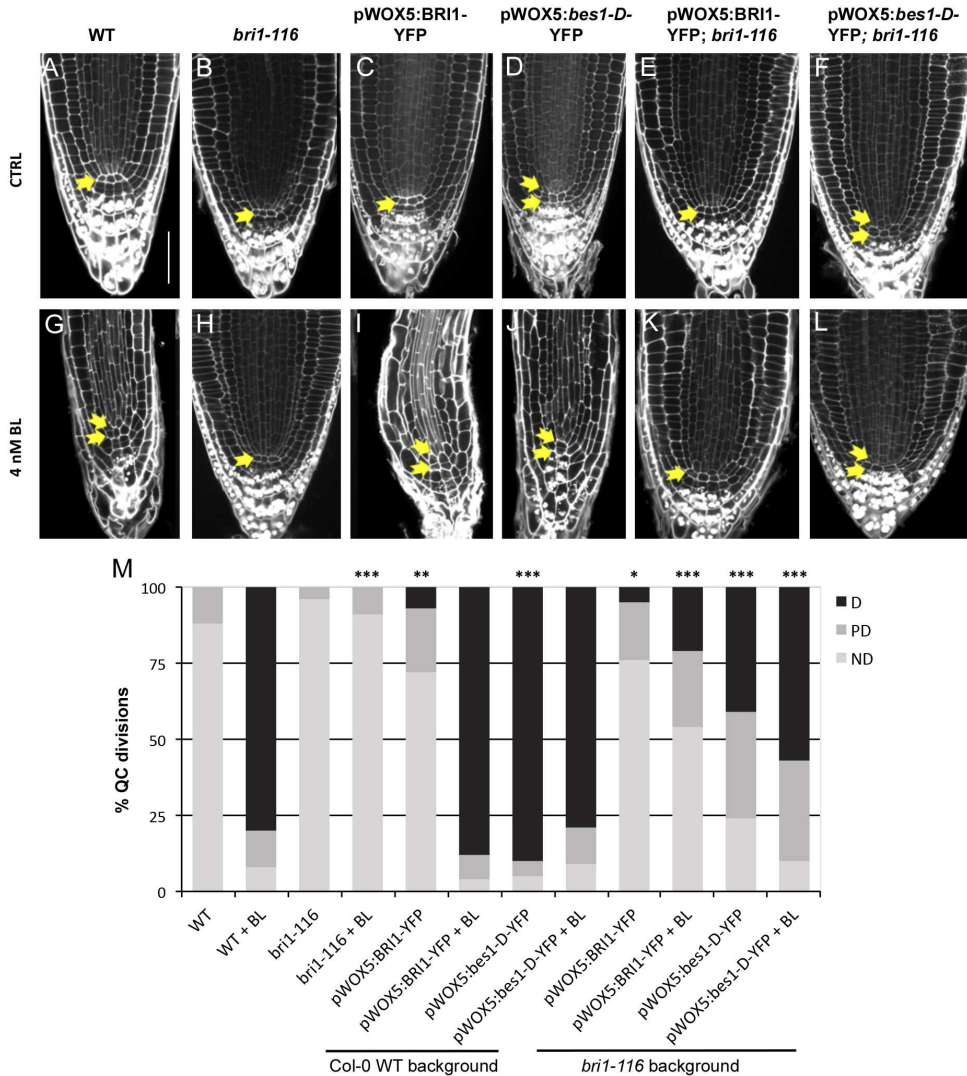 WT
bri1-116
pWOX5:BRI1-
YFP
pWOX5:bes1-D-
YFP
pWOX5:BRI1-
YFP; bri1-116
pWOX5:bes1-D-
YFP; bri1-116
CTRL
A
B
C
D
E
F
4 nM BL
G
H
I
J
K
L
M
*** ** *** * *** *** ***
% QC divisions
100
75
50
25
0
D
PD
ND
WT
WT + BL
bri1-116
bri1-116 + BL
pWOX5:BRI1-YFP
pWOX5:BRI1-YFP + BL
pWOX5:bes1-D-YFP
pWOX5:bes1-D-YFP + BL
pWOX5:BRI1-YFP
pWOX5:BRI1-YFP + BL
pWOX5:bes1-D-YFP
pWOX5:bes1-D-YFP + BL
Col-0 WT background
bri1-116 background